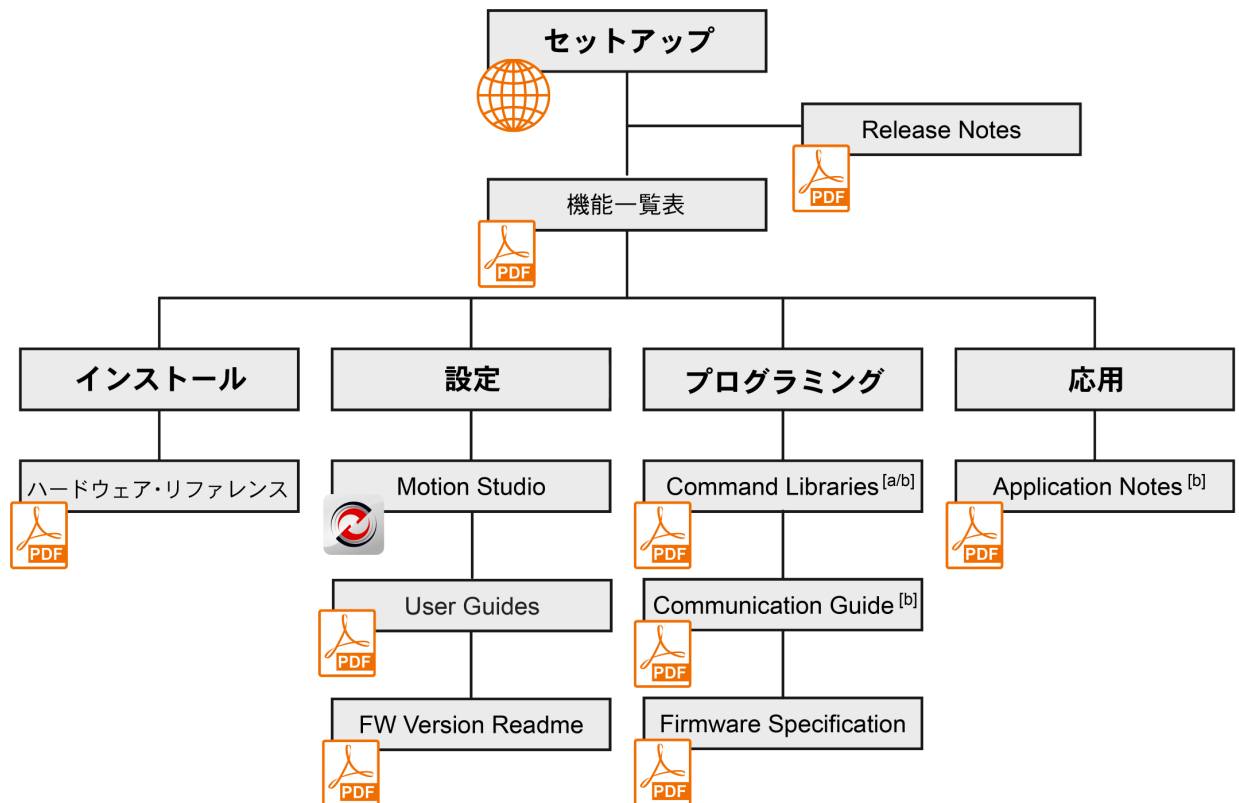 セットアップ
Release Notes
PDF
機能一覧表
PDF
インストール
設定
プログラミング
応用
ハードウェア・リファレンス
Motion Studio
Command Libraries [a/b]
Application Notes [b]
PDF
PDF
PDF
User Guides
Communication Guide [b]
PDF
PDF
FW Version Readme
Firmware Specification
PDF
PDF